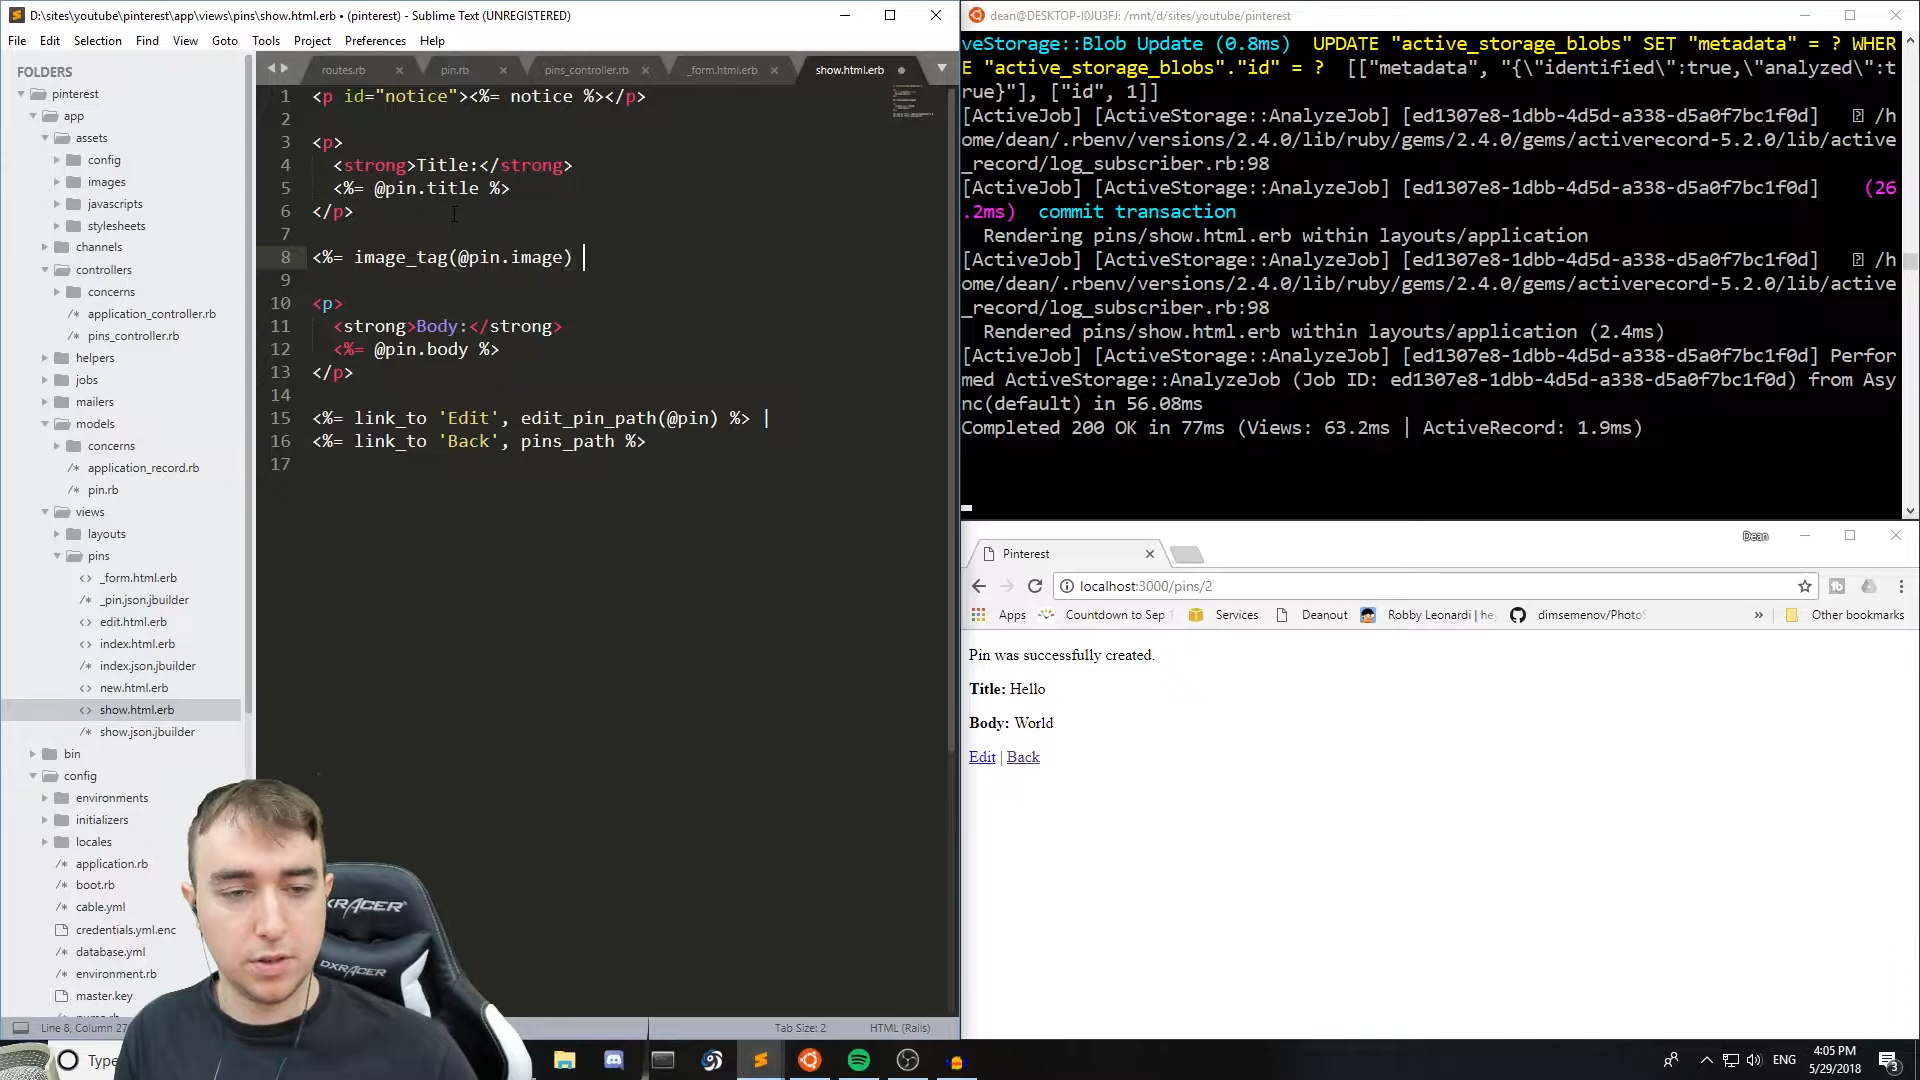 D:\sites\youtube\pinterest\app\views\pins\show.html.erb • (pinterest) - Sublime Text (UNREGISTERED)
File Edit Selection Find View Goto Tools Project Preferences Help
FOLDERS
pinterest
app
assets
config
images
javascripts
stylesheets
channels
controllers
concerns
application_controller.rb
pins_controller.rb
helpers
jobs
mailers
models
concerns
application_record.rb
pin.rb
views
layouts
pins
_form.html.erb
_pin.json.jbuilder
edit.html.erb
index.html.erb
index.json.jbuilder
new.html.erb
show.html.erb
show.json.jbuilder
bin
config
environments
initializers
locales
application.rb
boot.rb
cable.yml
credentials.yml.enc
database.yml
environment.rb
master.key
routes.rb pin.rb pins_controller.rb _form.html.erb show.html.erb
1 <p id="notice"><%= notice %></p>
2
3 <p>
4 <strong>Title:</strong>
5 <%= @pin.title %>
6 </p>
7
8 <%= image_tag(@pin.image)
9
10 <p>
11 <strong>Body:</strong>
12 <%= @pin.body %>
13 </p>
14
15 <%= link_to 'Edit', edit_pin_path(@pin) %> |
16 <%= link_to 'Back', pins_path %>
17
Line 8, Column 27 Tab Size: 2 HTML (Rails)
dean@DESKTOP-I0JU3FJ: /mnt/d/sites/youtube/pinterest
veStorage::Blob Update (0.8ms) UPDATE "active_storage_blobs" SET "metadata" = ? WHER
E "active_storage_blobs"."id" = ? [["metadata", "{\"identified\":true,\"analyzed\":t
rue}"], ["id", 1]]
[ActiveJob] [ActiveStorage::AnalyzeJob] [ed1307e8-1dbb-4d5d-a338-d5a0f7bc1f0d] /h
ome/dean/.rbenv/versions/2.4.0/lib/ruby/gems/2.4.0/gems/activerecord-5.2.0/lib/active
_record/log_subscriber.rb:98
[ActiveJob] [ActiveStorage::AnalyzeJob] [ed1307e8-1dbb-4d5d-a338-d5a0f7bc1f0d] (26
.2ms) commit transaction
Rendering pins/show.html.erb within layouts/application
[ActiveJob] [ActiveStorage::AnalyzeJob] [ed1307e8-1dbb-4d5d-a338-d5a0f7bc1f0d] /h
ome/dean/.rbenv/versions/2.4.0/lib/ruby/gems/2.4.0/gems/activerecord-5.2.0/lib/active
_record/log_subscriber.rb:98
Rendered pins/show.html.erb within layouts/application (2.4ms)
[ActiveJob] [ActiveStorage::AnalyzeJob] [ed1307e8-1dbb-4d5d-a338-d5a0f7bc1f0d] Perfor
med ActiveStorage::AnalyzeJob (Job ID: ed1307e8-1dbb-4d5d-a338-d5a0f7bc1f0d) from Asy
nc(default) in 56.08ms
Completed 200 OK in 77ms (Views: 63.2ms | ActiveRecord: 1.9ms)
Dean
Pinterest
localhost:3000/pins/2
Apps Countdown to Sep Services Deanout Robby Leonardi | he dimsemenov/Photo » Other bookmarks
Pin was successfully created.
Title: Hello
Body: World
Edit | Back
DXRACER
DXRACER
Type
ENG
4:05 PM
5/29/2018
3